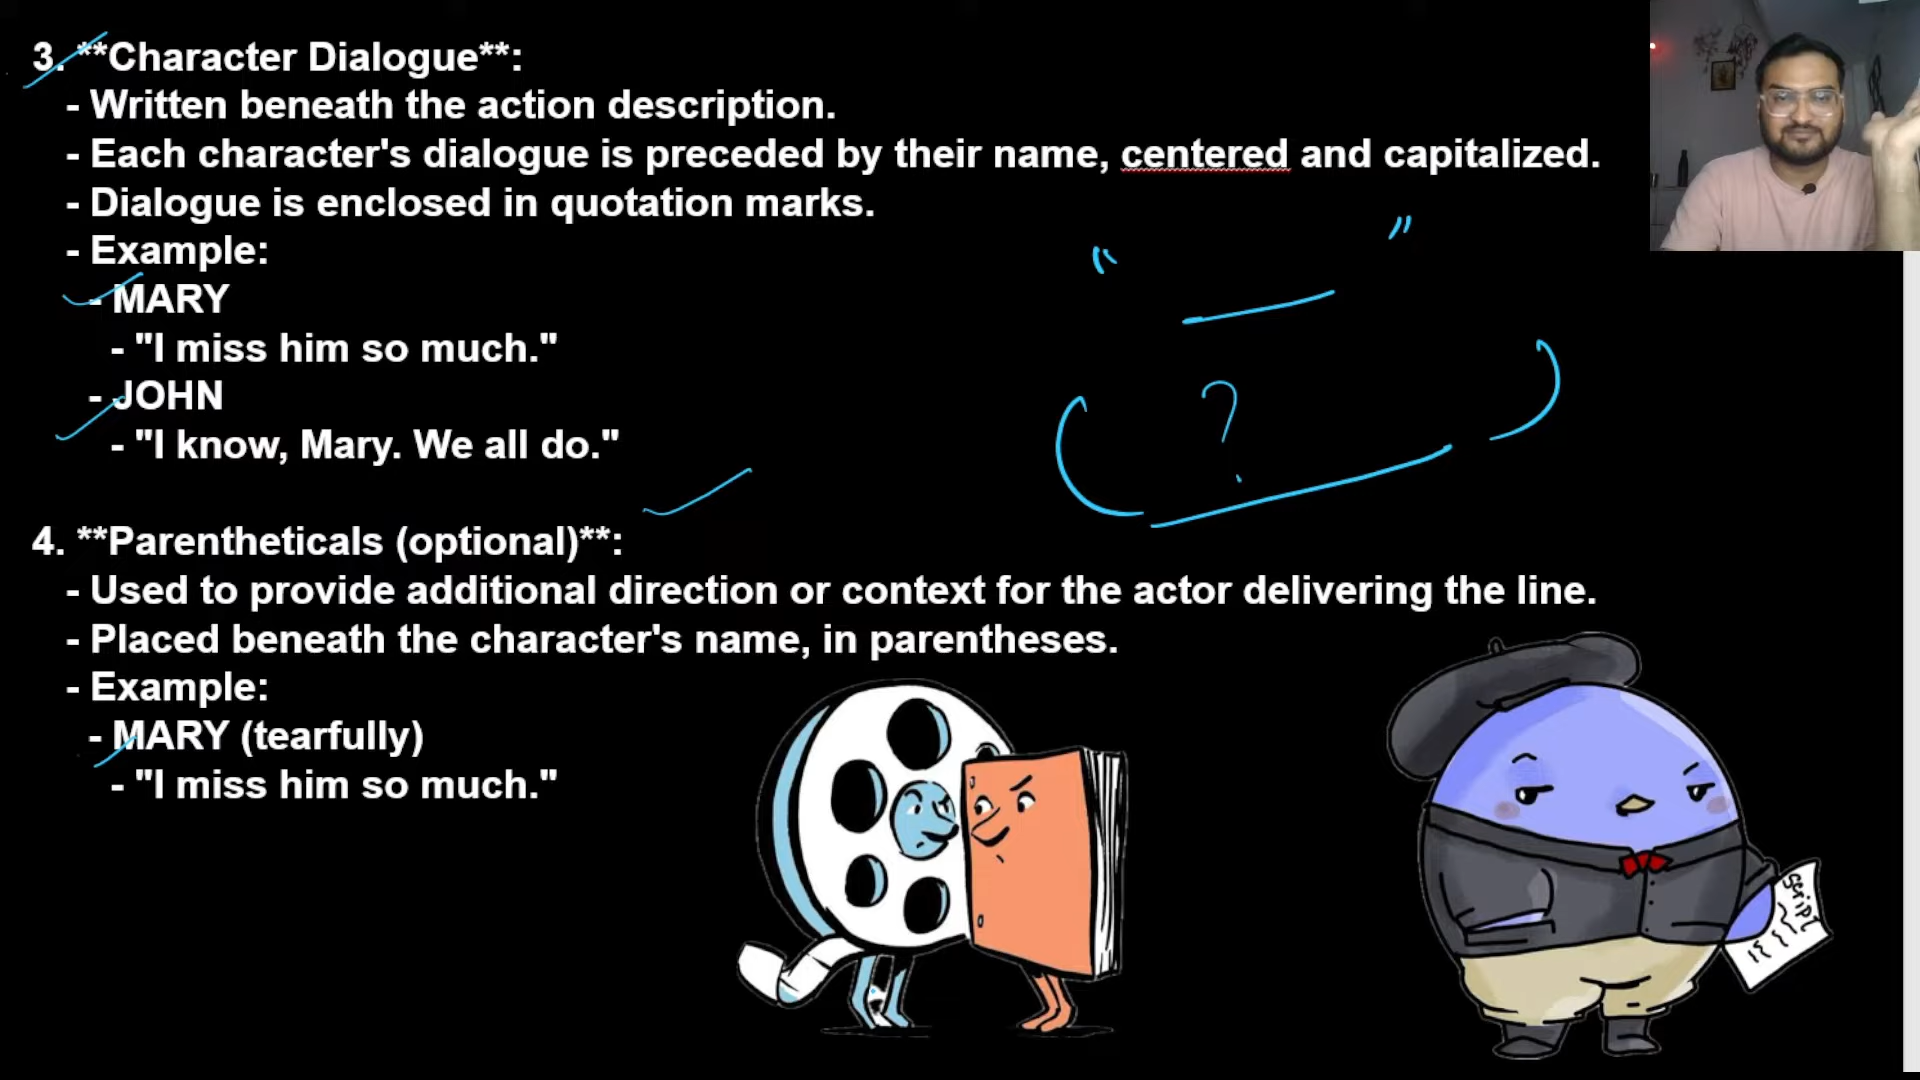 3. **Character Dialogue**:
- Written beneath the action description.
- Each character's dialogue is preceded by their name, centered and capitalized.
- Dialogue is enclosed in quotation marks.
- Example:
- MARY
- "I miss him so much."
- JOHN
- "I know, Mary. We all do."
" "
?
4. **Parentheticals (optional)**:
- Used to provide additional direction or context for the actor delivering the line.
- Placed beneath the character's name, in parentheses.
- Example:
- MARY (tearfully)
- "I miss him so much."
Script